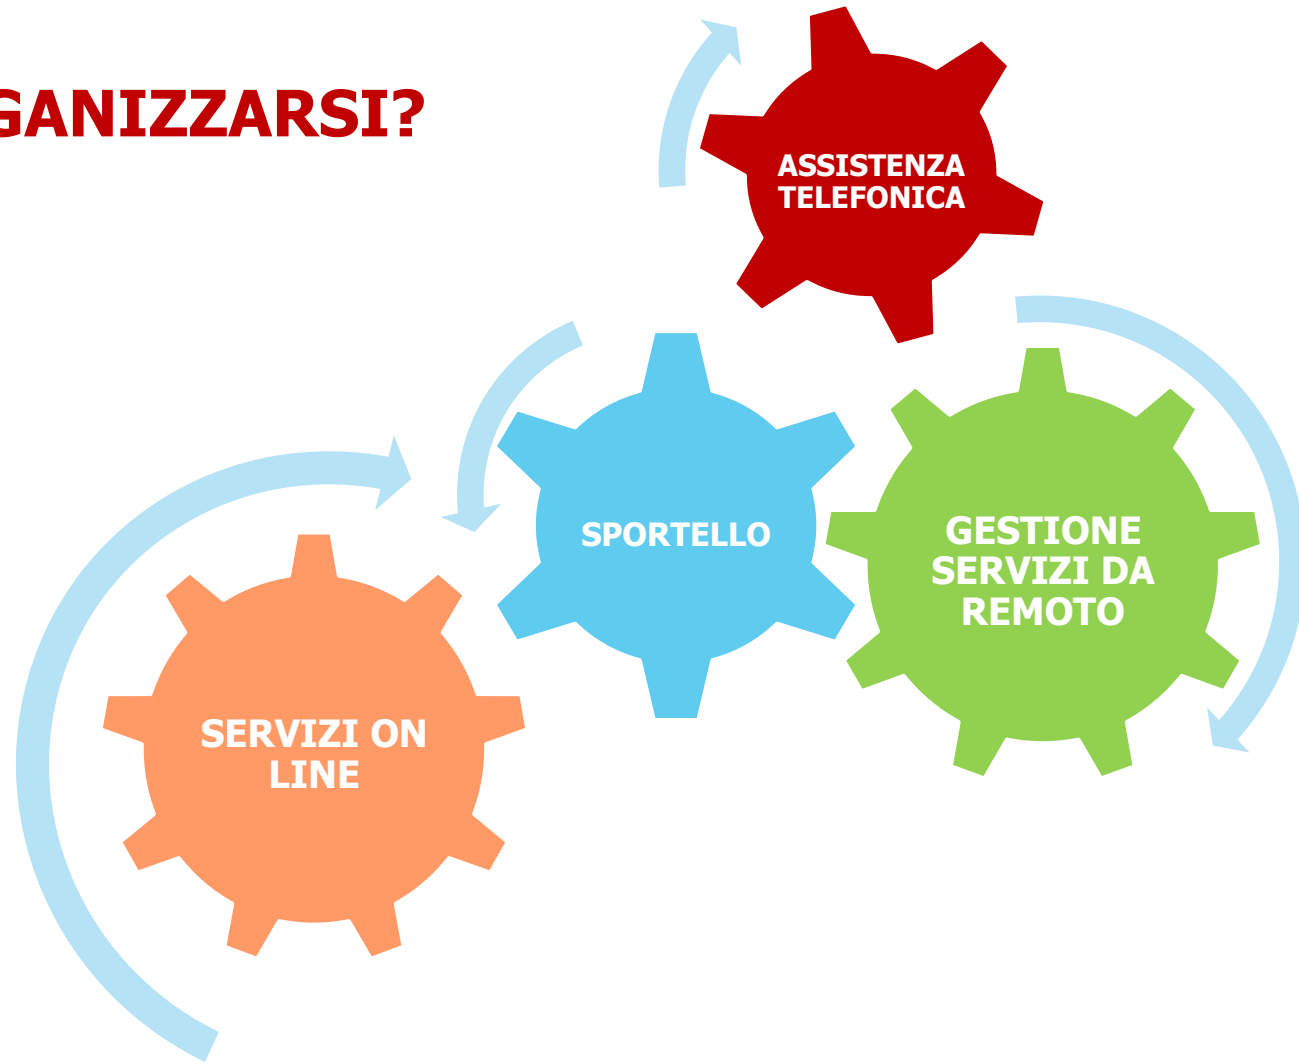 GANIZZARSI?
ASSISTENZA
TELEFONICA
SPORTELLO
GESTIONE
SERVIZI DA
REMOTO
SERVIZI ON
LINE